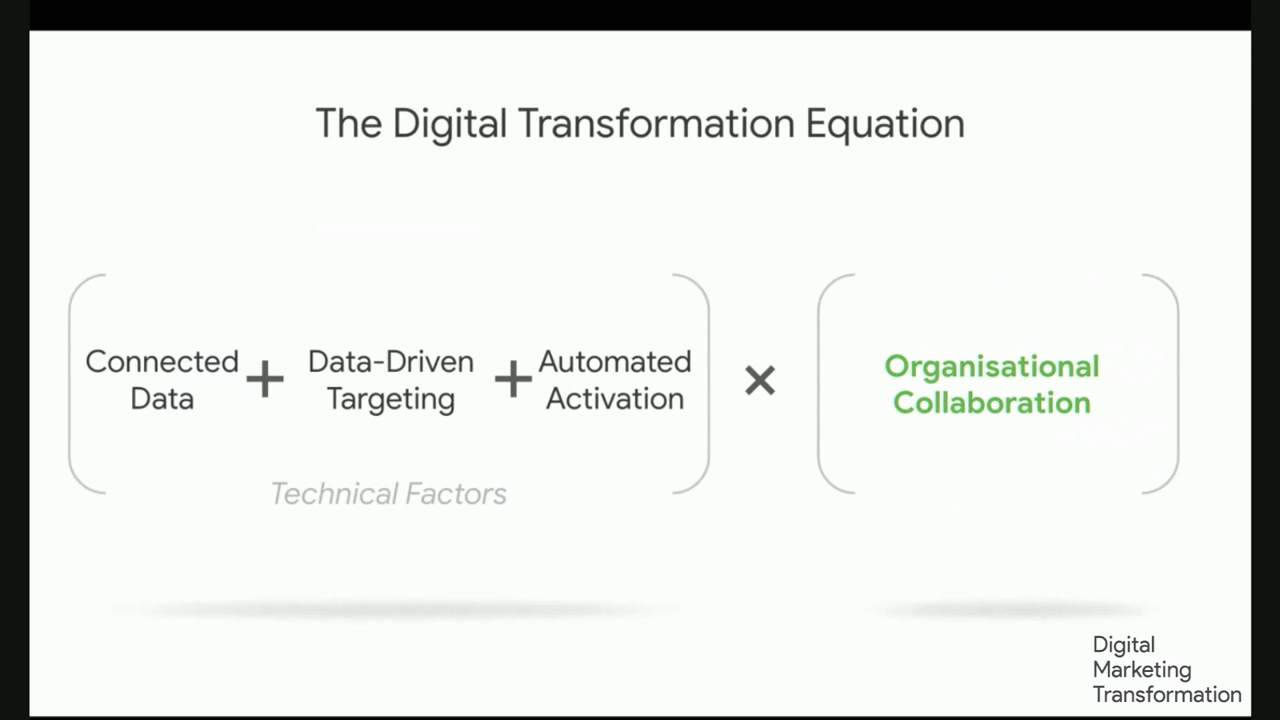 The Digital Transformation Equation
Connected Data + Data-Driven Targeting + Automated Activation × Organisational Collaboration
Technical Factors
Digital
Marketing
Transformation